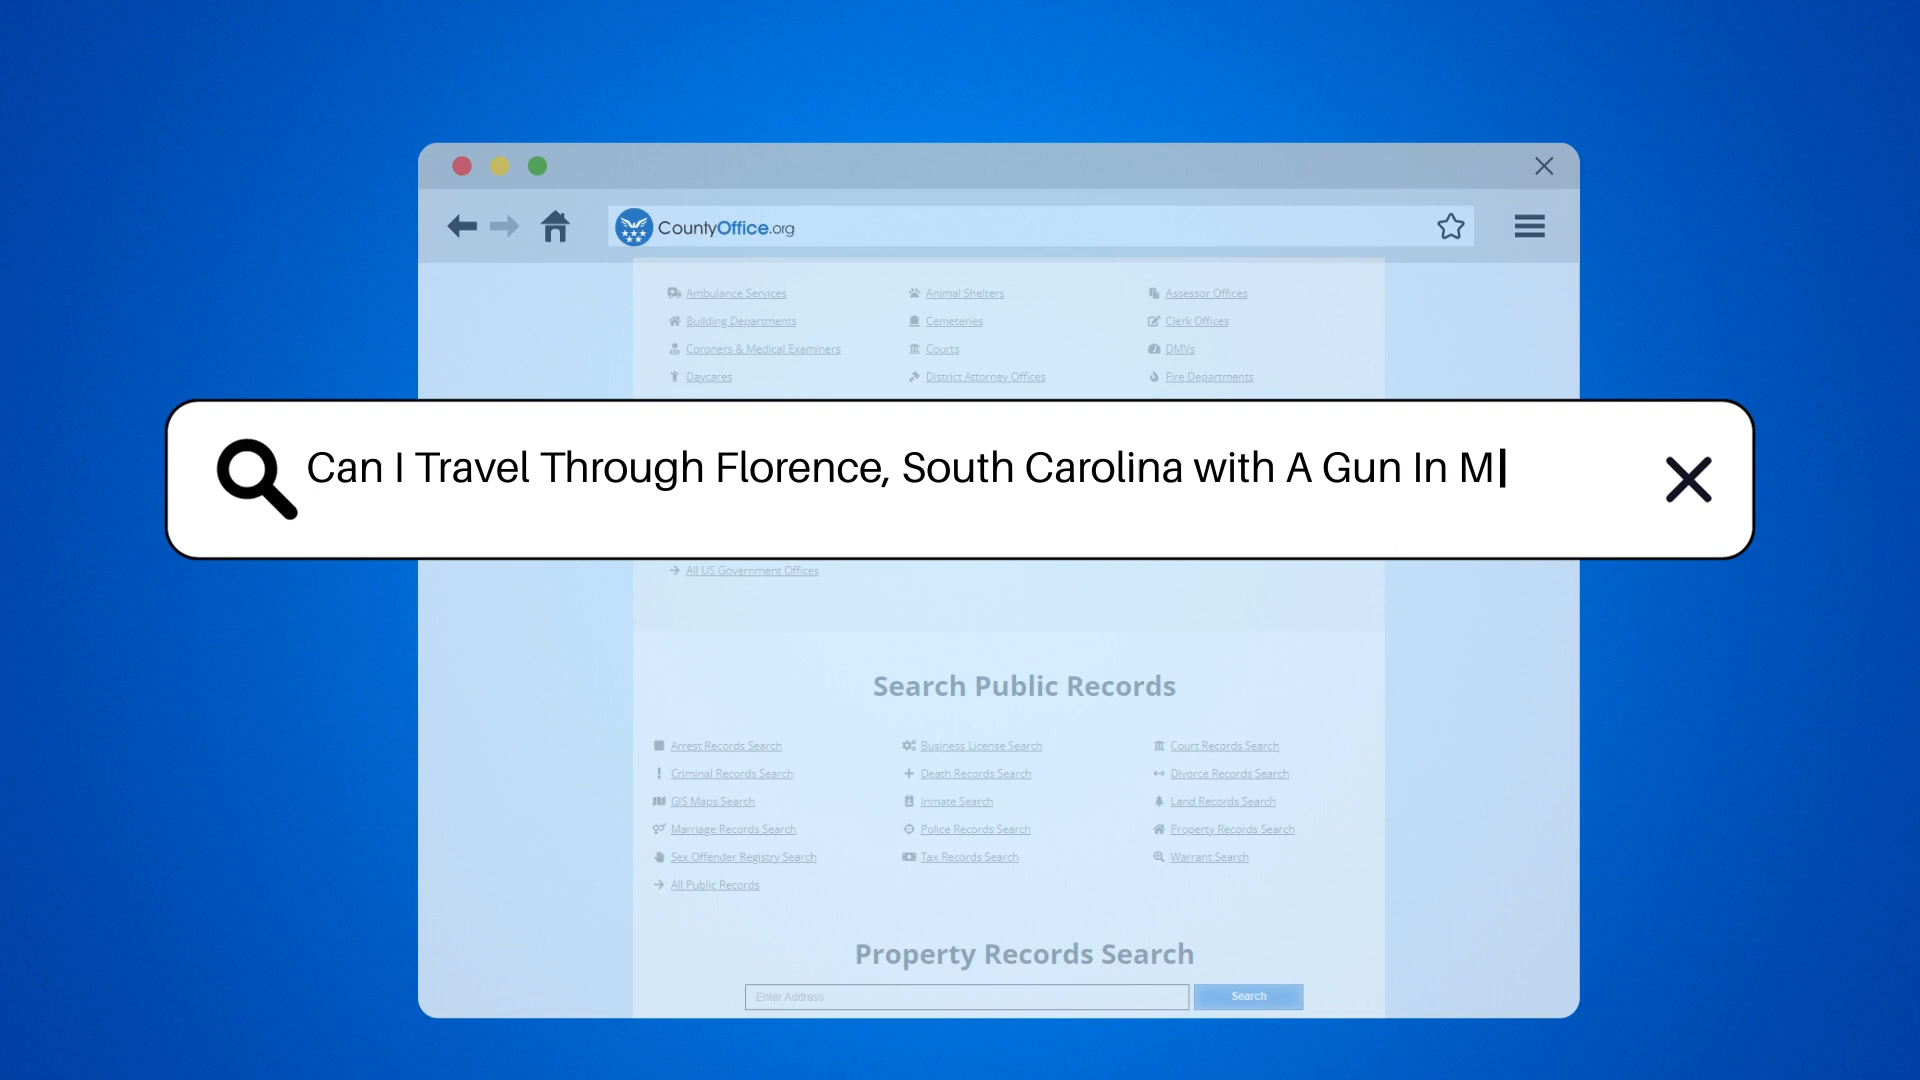 CountyOffice.org
Ambulance Services Animal Shelters Assessor Offices
Building Departments Cemeteries Clerk Offices
Coroners & Medical Examiners Courts DMVs
Daycares District Attorney Offices Fire Departments
Can I Travel Through Florence, South Carolina with A Gun In M
All US Government Offices
Search Public Records
Arrest Records Search Business License Search Court Records Search
Criminal Records Search Death Records Search Divorce Records Search
GIS Maps Search Inmate Search Land Records Search
Marriage Records Search Police Records Search Property Records Search
Sex Offender Registry Search Tax Records Search Warrant Search
All Public Records
Property Records Search
Enter Address Search